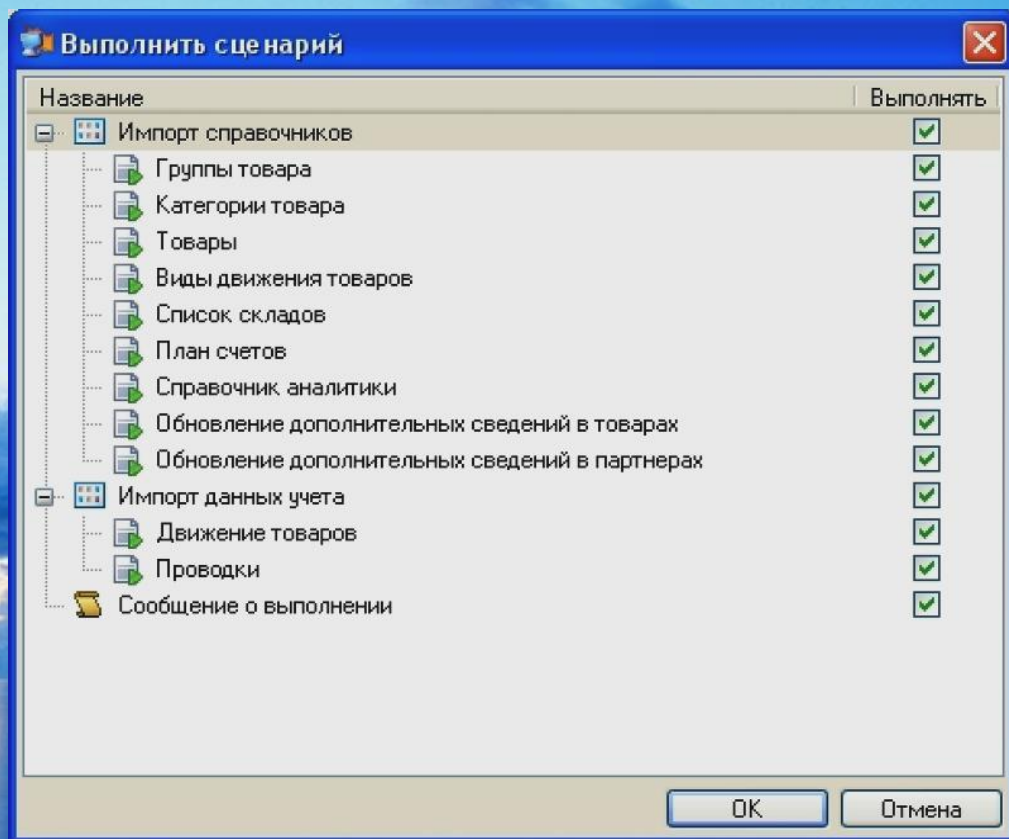 Выполнить сценарий
Название Выполнять
Импорт справочников
Группы товара
Категории товара
Товары
Виды движения товаров
Список складов
План счетов
Справочник аналитики
Обновление дополнительных сведений в товарах
Обновление дополнительных сведений в партнерах
Импорт данных учета
Движение товаров
Проводки
Сообщение о выполнении
OK Отмена